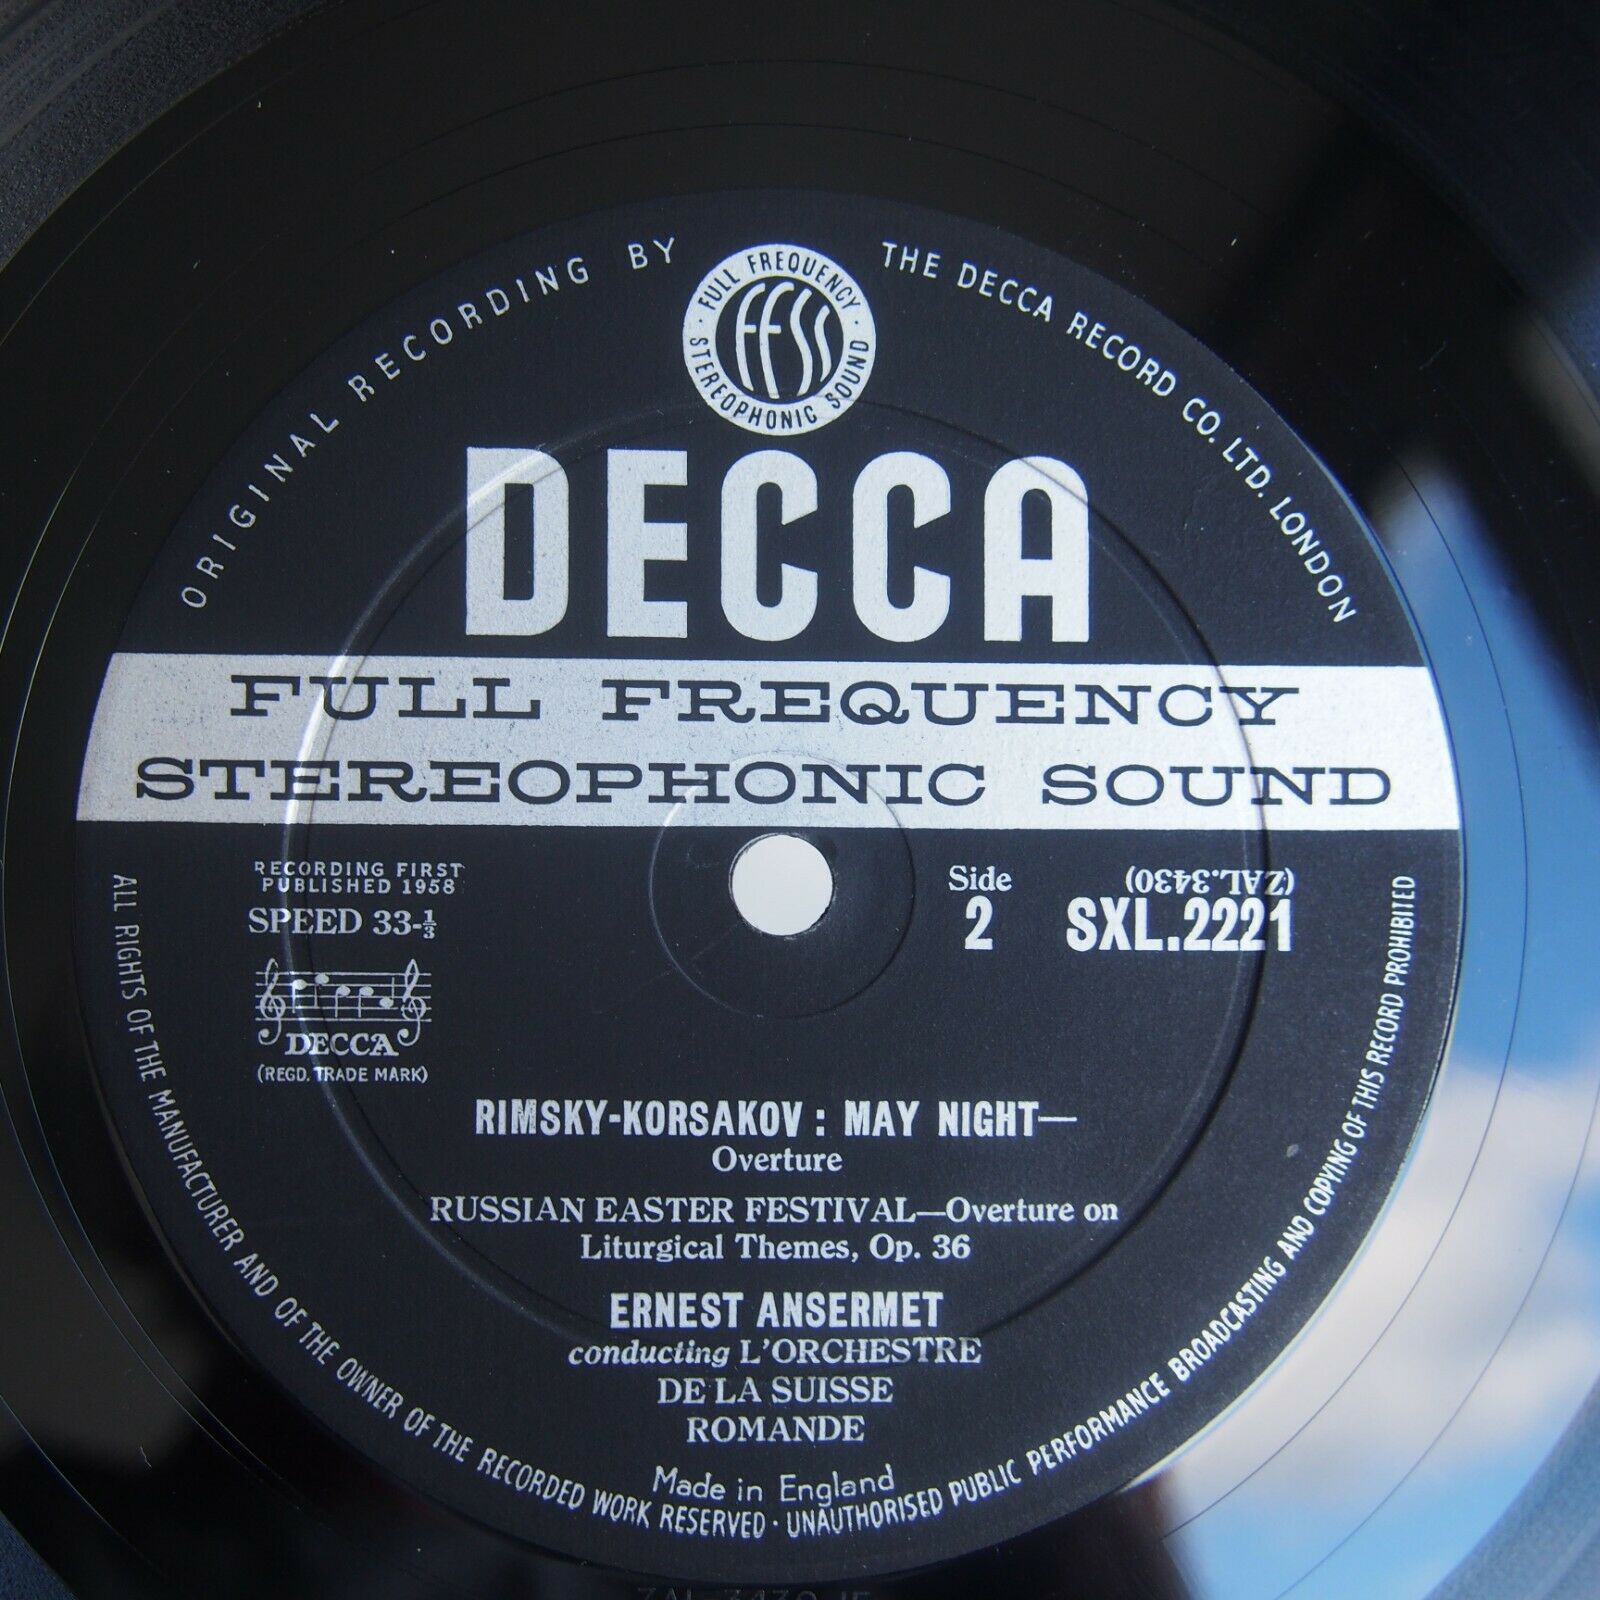 ORIGINAL RECORDING BY THE DECCA RECORD CO. LTD. LONDON
FULL FREQUENCY
FFSS
STEREOPHONIC SOUND
DECCA
FULL FREQUENCY
STEREOPHONIC SOUND
RECORDING FIRST
PUBLISHED 1958
SPEED 33-⅓
DECCA
(REGD. TRADE MARK)
Side
2
(ZAL.3430)
SXL.2221
RIMSKY-KORSAKOV : MAY NIGHT—
Overture
RUSSIAN EASTER FESTIVAL—Overture on
Liturgical Themes, Op. 36
ERNEST ANSERMET
conducting L'ORCHESTRE
DE LA SUISSE
ROMANDE
Made in England
ALL RIGHTS OF THE MANUFACTURER AND OF THE OWNER OF THE RECORDED WORK RESERVED · UNAUTHORISED PUBLIC PERFORMANCE BROADCASTING AND COPYING OF THIS RECORD PROHIBITED